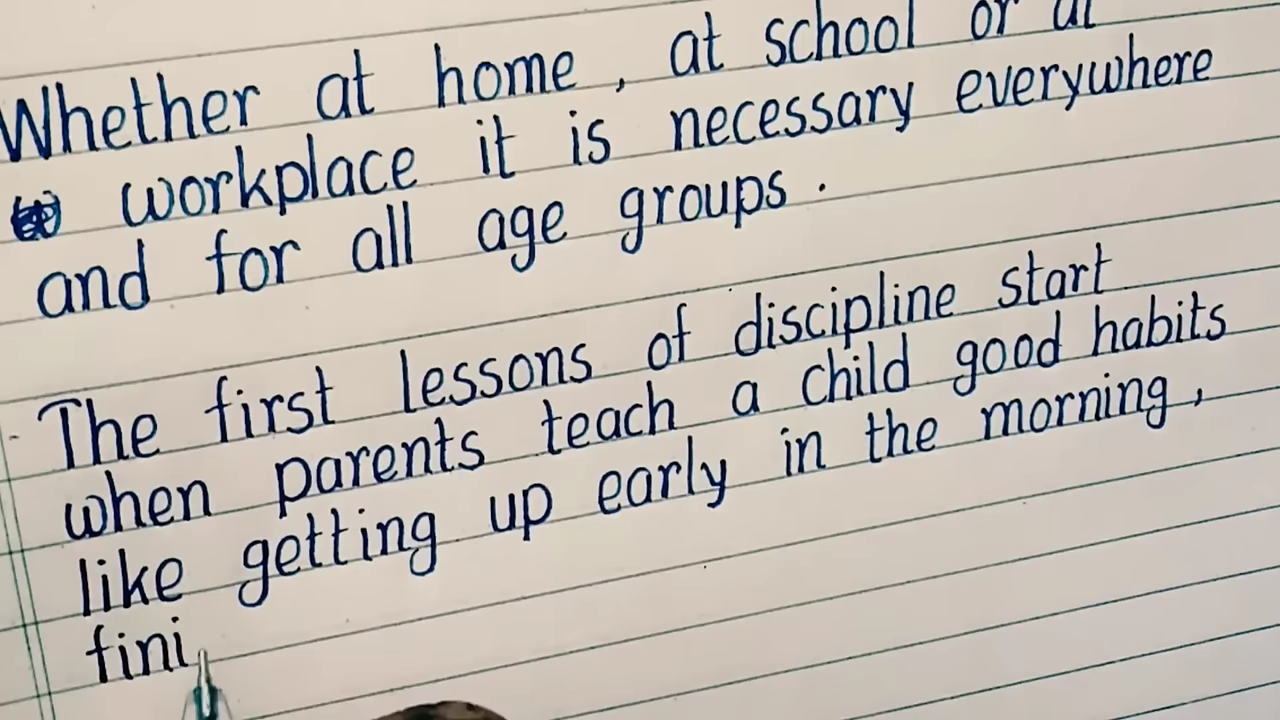 Whether at home, at school or at
workplace it is necessary everywhere
and for all age groups.
The first lessons of discipline start
when parents teach a child good habits
like getting up early in the morning,
fini